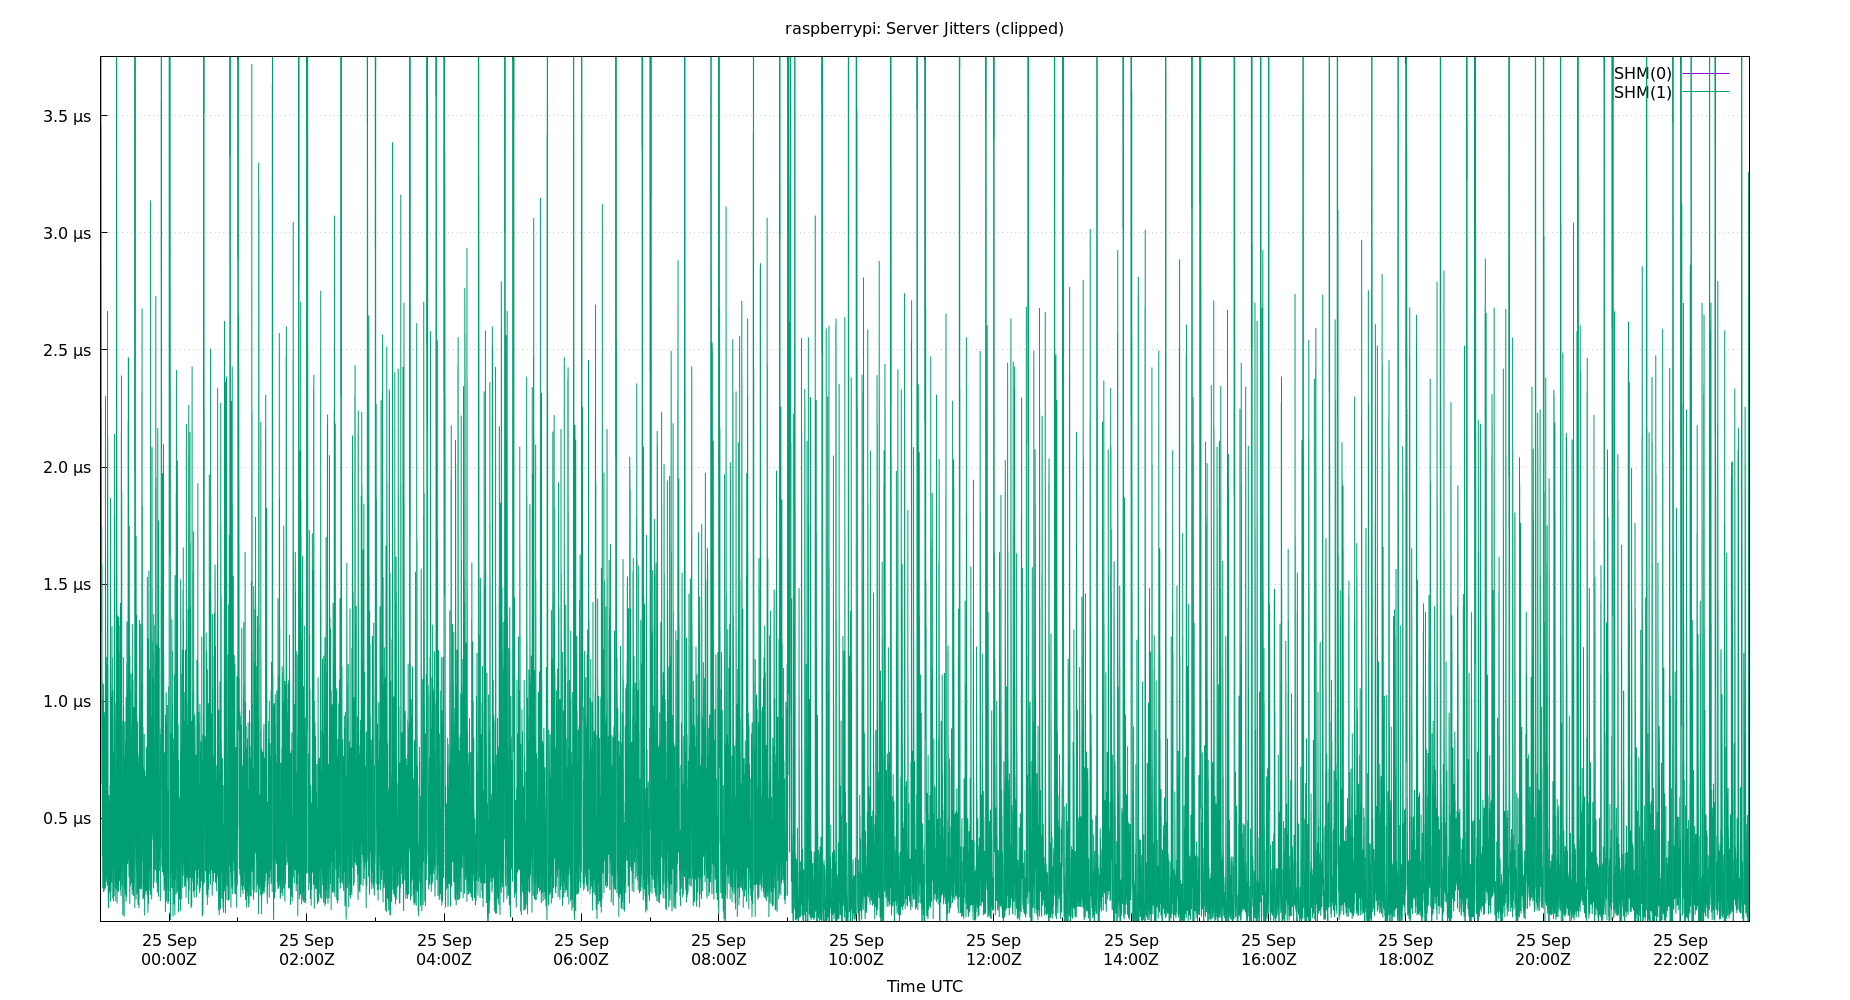 raspberrypi: Server Jitters (clipped)
SHM(0)
SHM(1)
3.5 μs
3.0 μs
2.5 μs
2.0 μs
1.5 μs
1.0 μs
0.5 μs
25 Sep 25 Sep 25 Sep 25 Sep 25 Sep 25 Sep 25 Sep 25 Sep 25 Sep 25 Sep 25 Sep 25 Sep
00:00Z 02:00Z 04:00Z 06:00Z 08:00Z 10:00Z 12:00Z 14:00Z 16:00Z 18:00Z 20:00Z 22:00Z
Time UTC